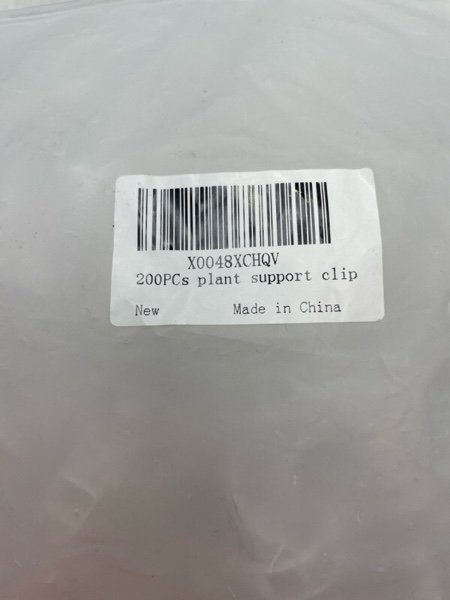 X0048XCHQV
200PCs plant support clip
New Made in China